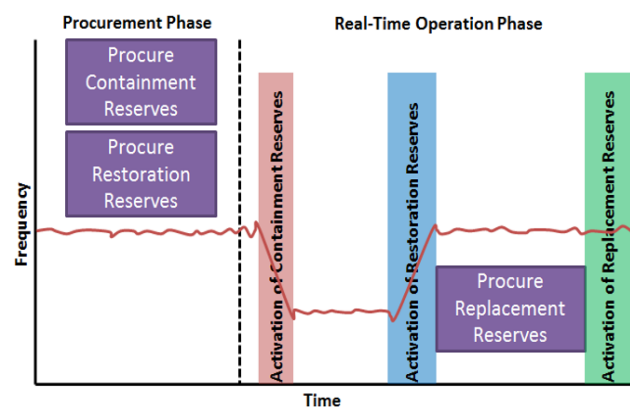 Procurement Phase
Real-Time Operation Phase
Procure
Containment
Reserves
Procure
Restoration
Reserves
Frequency
Activation of Containment Reserves
Activation of Restoration Reserves
Procure
Replacement
Reserves
Activation of Replacement Reserves
Time